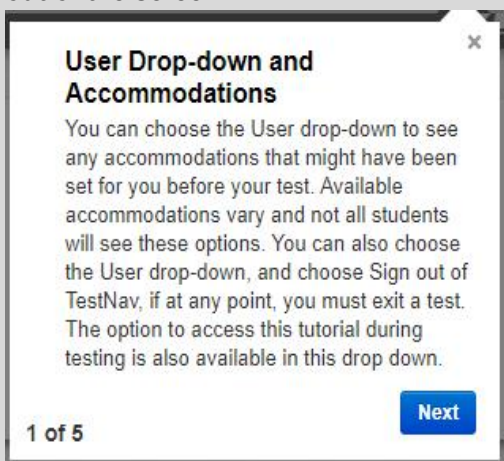 ×
User Drop-down and
Accommodations
You can choose the User drop-down to see
any accommodations that might have been
set for you before your test. Available
accommodations vary and not all students
will see these options. You can also choose
the User drop-down, and choose Sign out of
TestNav, if at any point, you must exit a test.
The option to access this tutorial during
testing is also available in this drop down.
Next
1 of 5